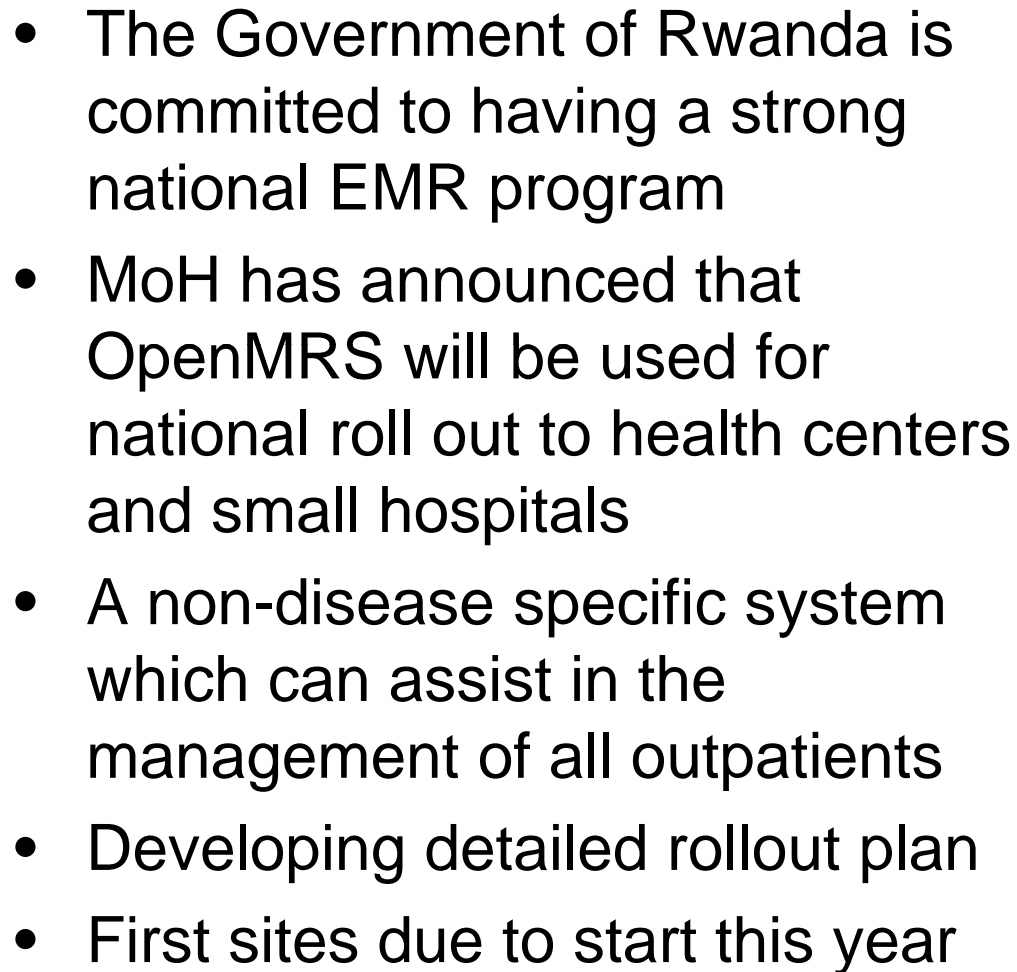 • The Government of Rwanda is
committed to having a strong
national EMR program
• MoH has announced that
OpenMRS will be used for
national roll out to health centers
and small hospitals
• A non-disease specific system
which can assist in the
management of all outpatients
• Developing detailed rollout plan
• First sites due to start this year